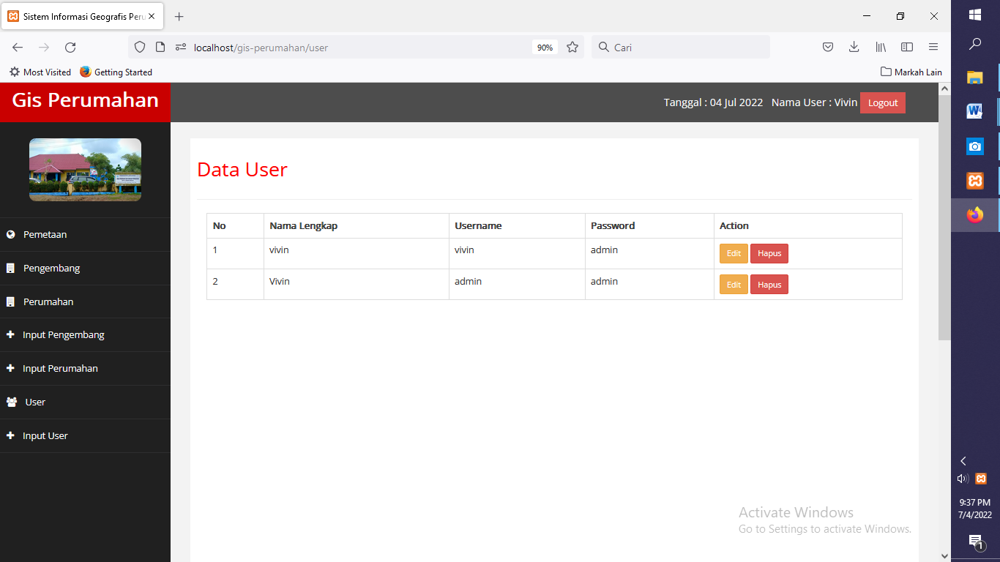 Sistem Informasi Geografis Peru
localhost/gis-perumahan/user
90%
Cari
Most Visited
Getting Started
Markah Lain
Gis Perumahan
Tanggal : 04 Jul 2022 Nama User : Vivin Logout
Pemetaan
Pengembang
Perumahan
Input Pengembang
Input Perumahan
User
Input User
Data User
No Nama Lengkap Username Password Action
1 vivin vivin admin Edit Hapus
2 Vivin admin admin Edit Hapus
Activate Windows
Go to Settings to activate Windows.
9:37 PM
7/4/2022
1